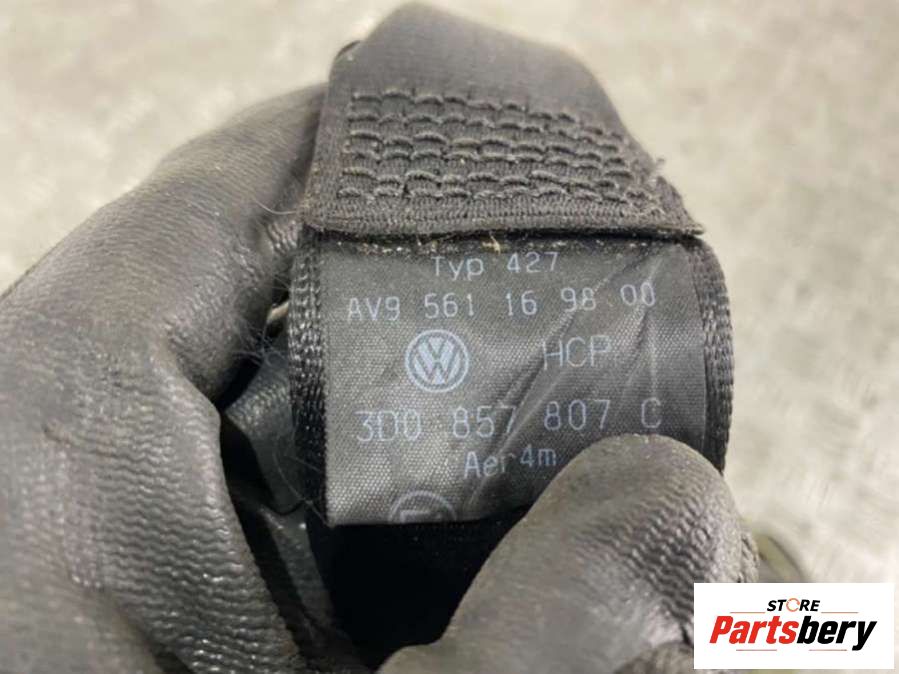 Typ 427
AV9 561 16 98 00
HCP
3D0 857 807 C
Aer4m
STORE
Partsbery